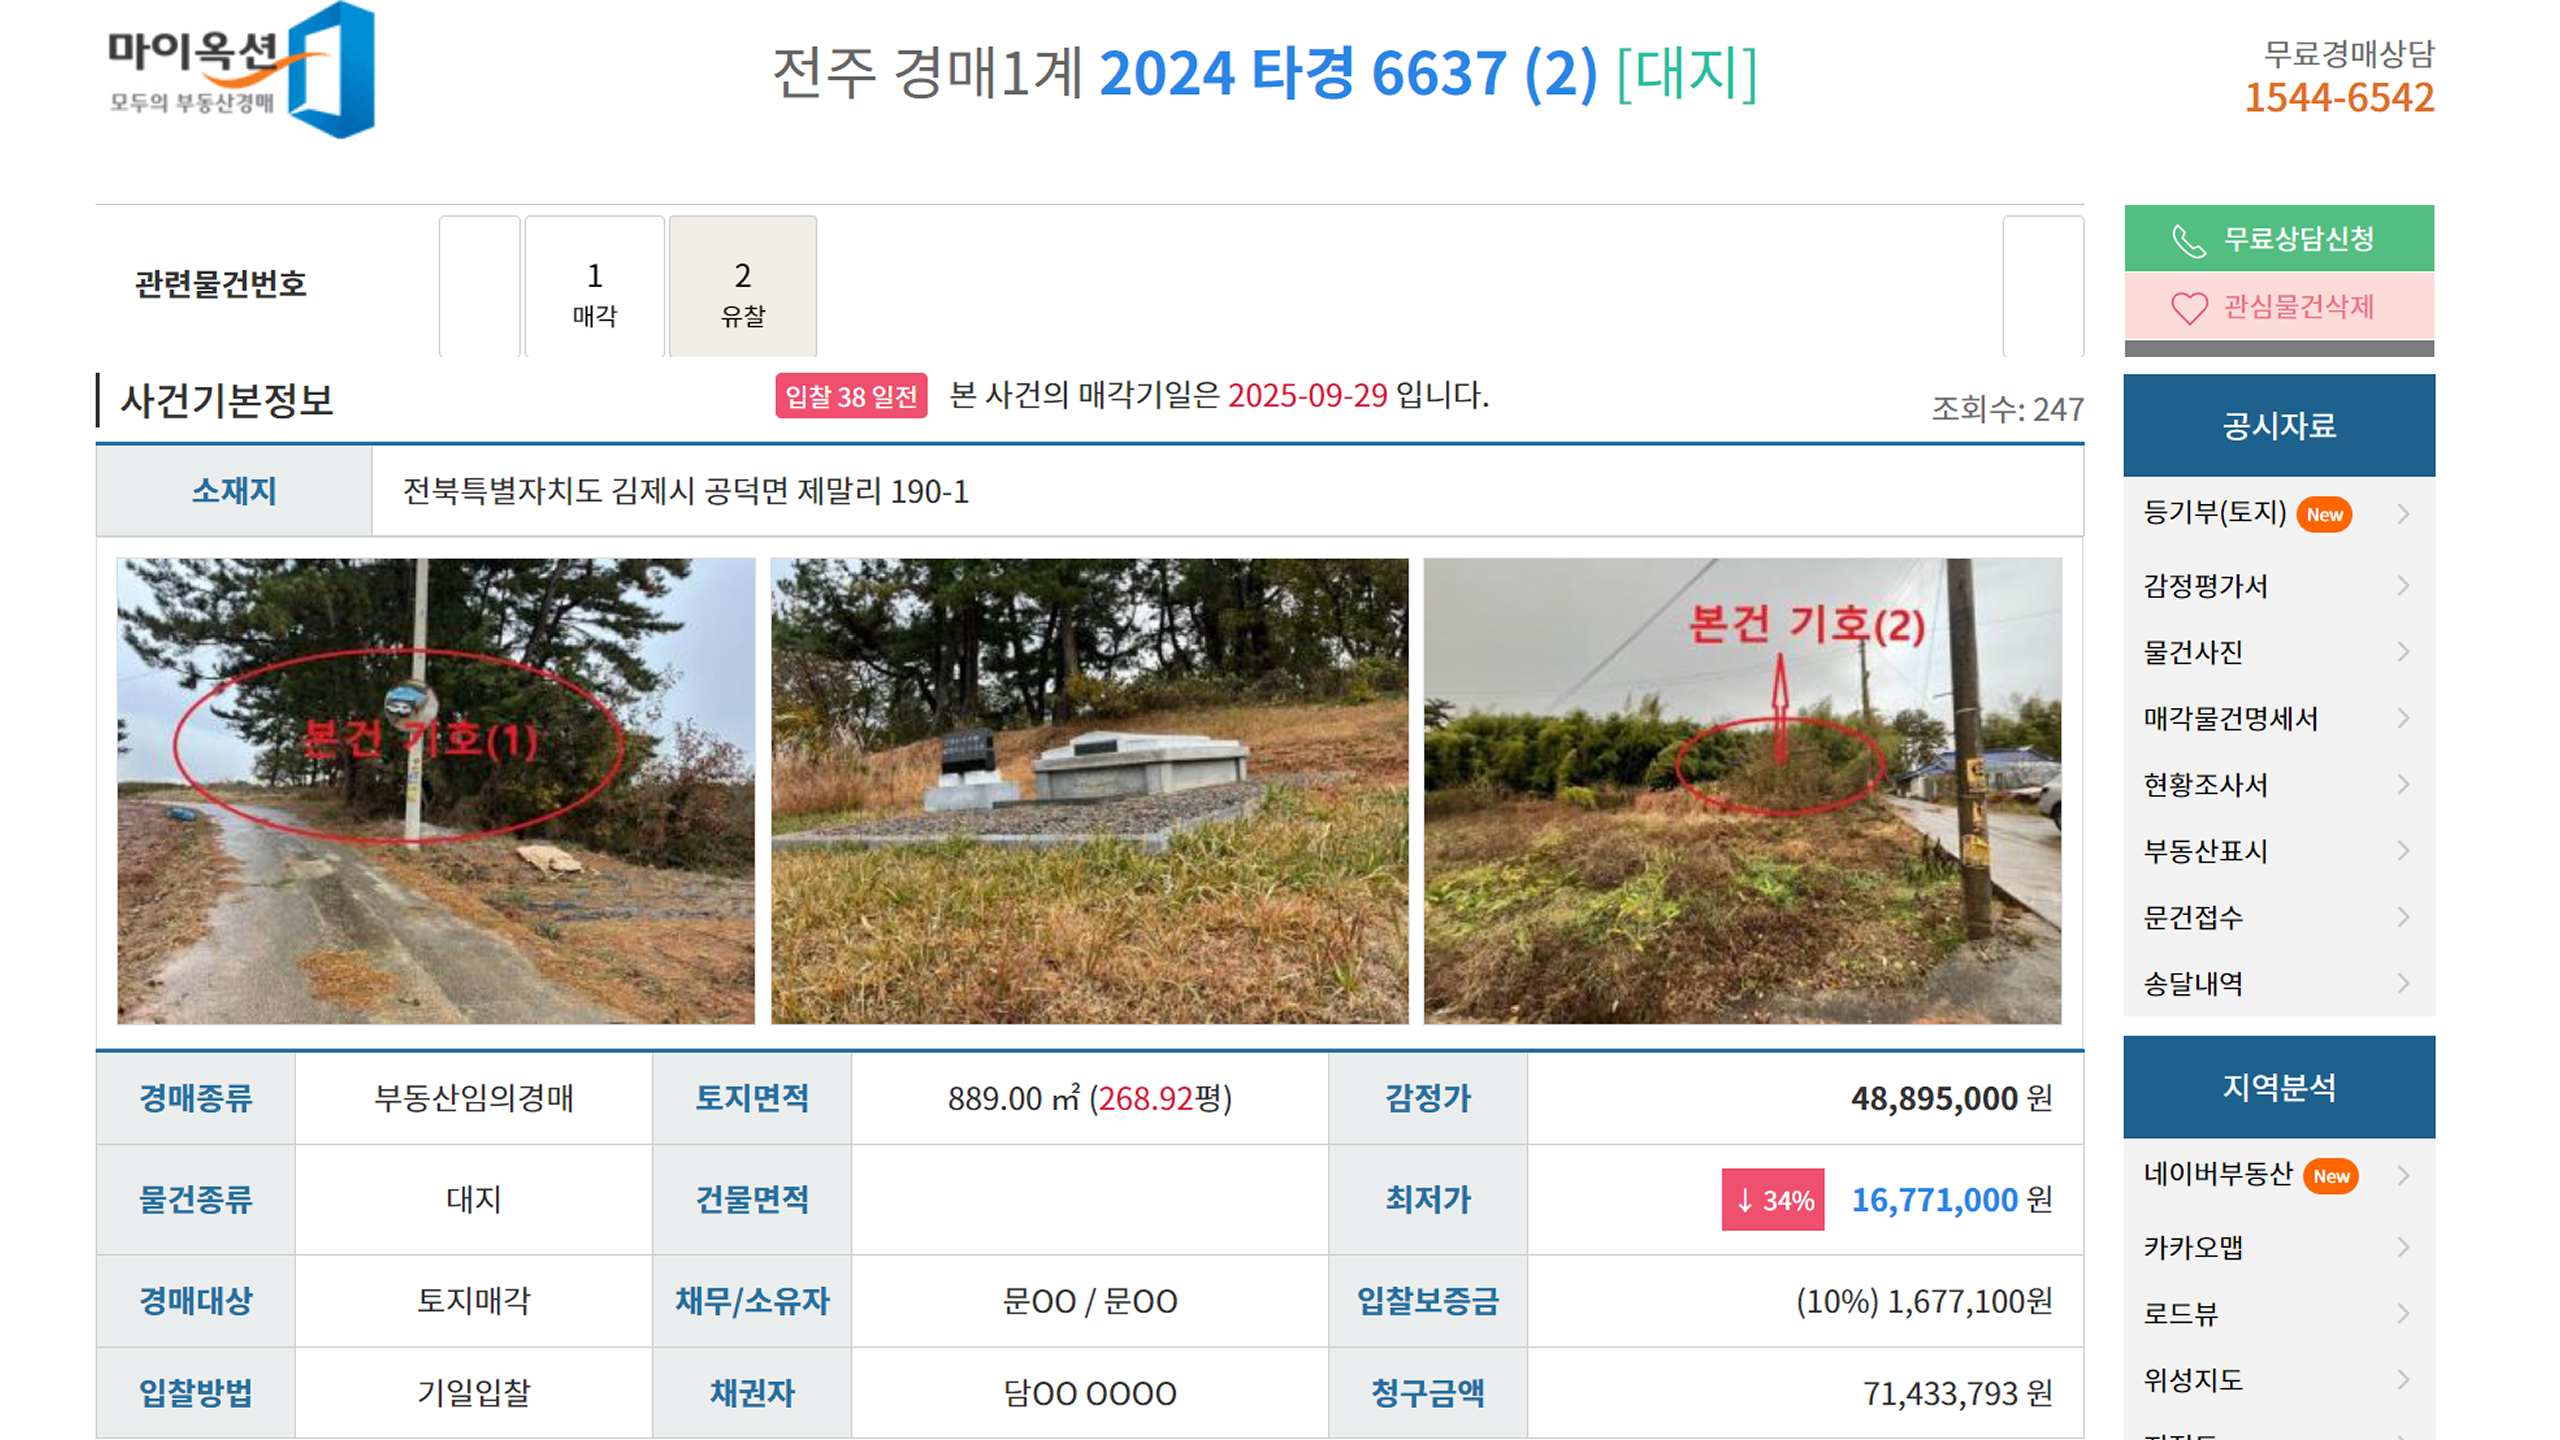 마이옥션
모두의 부동산경매
전주 경매1계 2024 타경 6637 (2) [대지]
무료경매상담
1544-6542
관련물건번호
1
매각
2
유찰
무료상담신청
관심물건삭제
사건기본정보
입찰 38 일전 본 사건의 매각기일은 2025-09-29 입니다.
조회수: 247
소재지 전북특별자치도 김제시 공덕면 제말리 190-1
본건 기호(1)
본건 기호(2)
경매종류 부동산임의경매 토지면적 889.00 ㎡ (268.92평) 감정가 48,895,000 원
물건종류 대지 건물면적 최저가 ↓ 34% 16,771,000 원
경매대상 토지매각 채무/소유자 문OO / 문OO 입찰보증금 (10%) 1,677,100원
입찰방법 기일입찰 채권자 담OO OOOO 청구금액 71,433,793 원
공시자료
등기부(토지) New
감정평가서
물건사진
매각물건명세서
현황조사서
부동산표시
문건접수
송달내역
지역분석
네이버부동산 New
카카오맵
로드뷰
위성지도